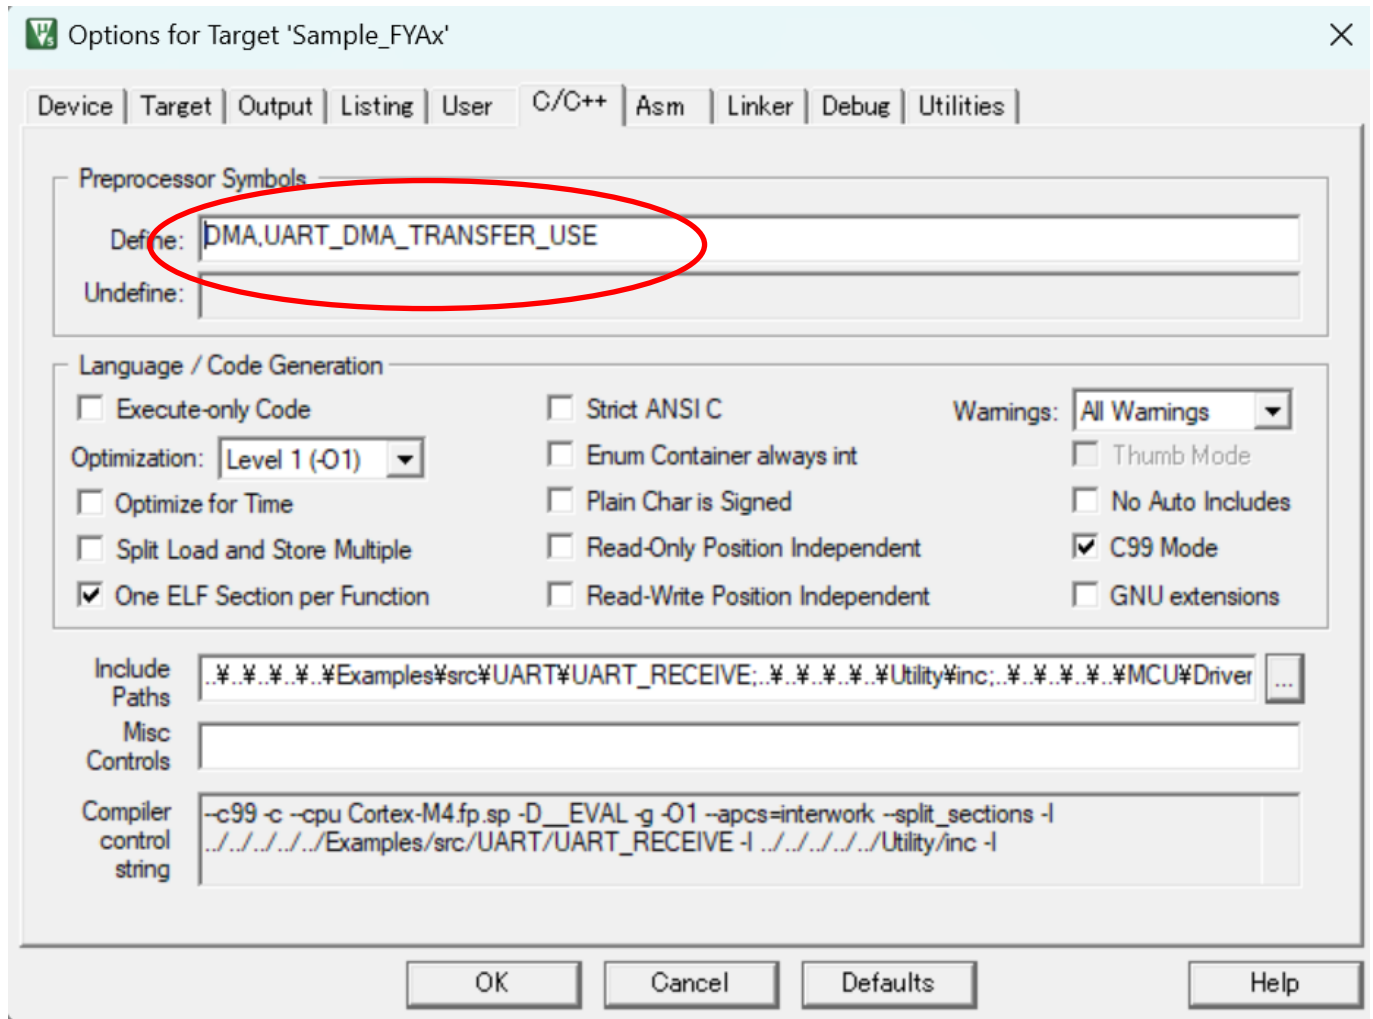 Options for Target 'Sample_FYAx'
Device Target Output Listing User C/C++ Asm Linker Debug Utilities
Preprocessor Symbols
Define: DMA,UART_DMA_TRANSFER_USE
Undefine:
Language / Code Generation
Execute-only Code Strict ANSI C Warnings: All Warnings
Optimization: Level 1 (-O1) Enum Container always int Thumb Mode
Optimize for Time Plain Char is Signed No Auto Includes
Split Load and Store Multiple Read-Only Position Independent C99 Mode
One ELF Section per Function Read-Write Position Independent GNU extensions
Include Paths ..¥..¥..¥..¥..¥Examples¥src¥UART¥UART_RECEIVE;..¥..¥..¥..¥..¥Utility¥inc;..¥..¥..¥..¥..¥MCU¥Driver ...
Misc Controls
Compiler control string --c99 -c --cpu Cortex-M4.fp.sp -D__EVAL -g -O1 --apcs=interwork --split_sections -I
../../../../../Examples/src/UART/UART_RECEIVE -I ../../../../../Utility/inc -I
OK Cancel Defaults Help